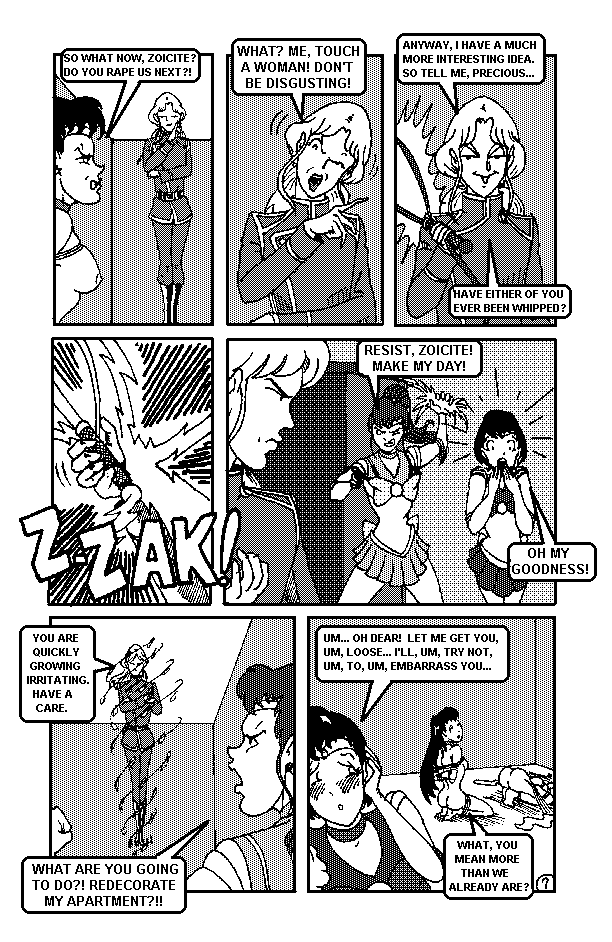 SO WHAT NOW, ZOICITE?
DO YOU RAPE US NEXT?!
WHAT? ME, TOUCH
A WOMAN! DON'T
BE DISGUSTING!
ANYWAY, I HAVE A MUCH
MORE INTERESTING IDEA.
SO TELL ME, PRECIOUS...
HAVE EITHER OF YOU
EVER BEEN WHIPPED?
Z-ZAK!
RESIST, ZOICITE!
MAKE MY DAY!
OH MY
GOODNESS!
YOU ARE
QUICKLY
GROWING
IRRITATING.
HAVE A
CARE.
WHAT ARE YOU GOING
TO DO?! REDECORATE
MY APARTMENT?!!
UM... OH DEAR! LET ME GET YOU,
UM, LOOSE... I'LL, UM, TRY NOT,
UM, TO, UM, EMBARRASS YOU...
WHAT, YOU
MEAN MORE
THAN WE
ALREADY ARE?
7